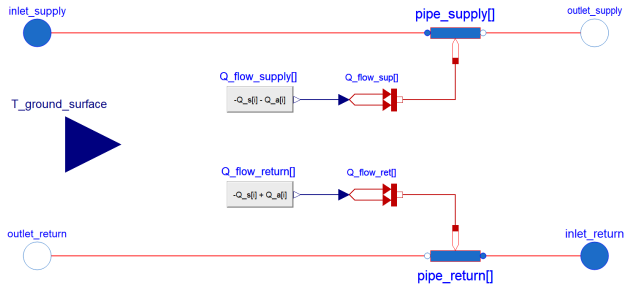 inlet_supply
pipe_supply[]
outlet_supply
Q_flow_supply[]
Q_flow_sup[]
-Q_s[i] - Q_a[i]
T_ground_surface
Q_flow_return[]
Q_flow_ret[]
-Q_s[i] + Q_a[i]
outlet_return
inlet_return
pipe_return[]